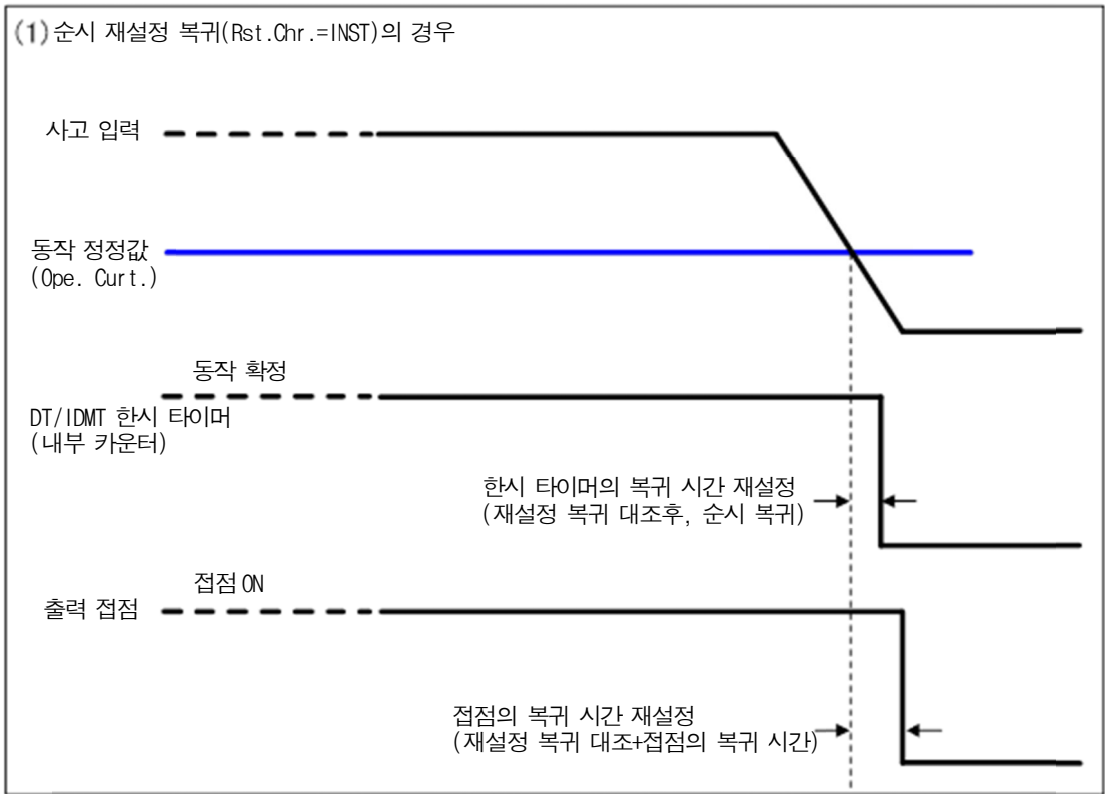 (1) 순시 재설정 복귀(Rst.Chr.=INST)의 경우
사고 입력
동작 정정값
(Ope. Curt.)
동작 확정
DT/IDMT 한시 타이머
(내부 카운터)
한시 타이머의 복귀 시간 재설정
(재설정 복귀 대조후, 순시 복귀)
접점 ON
출력 접점
접점의 복귀 시간 재설정
(재설정 복귀 대조+접점의 복귀 시간)